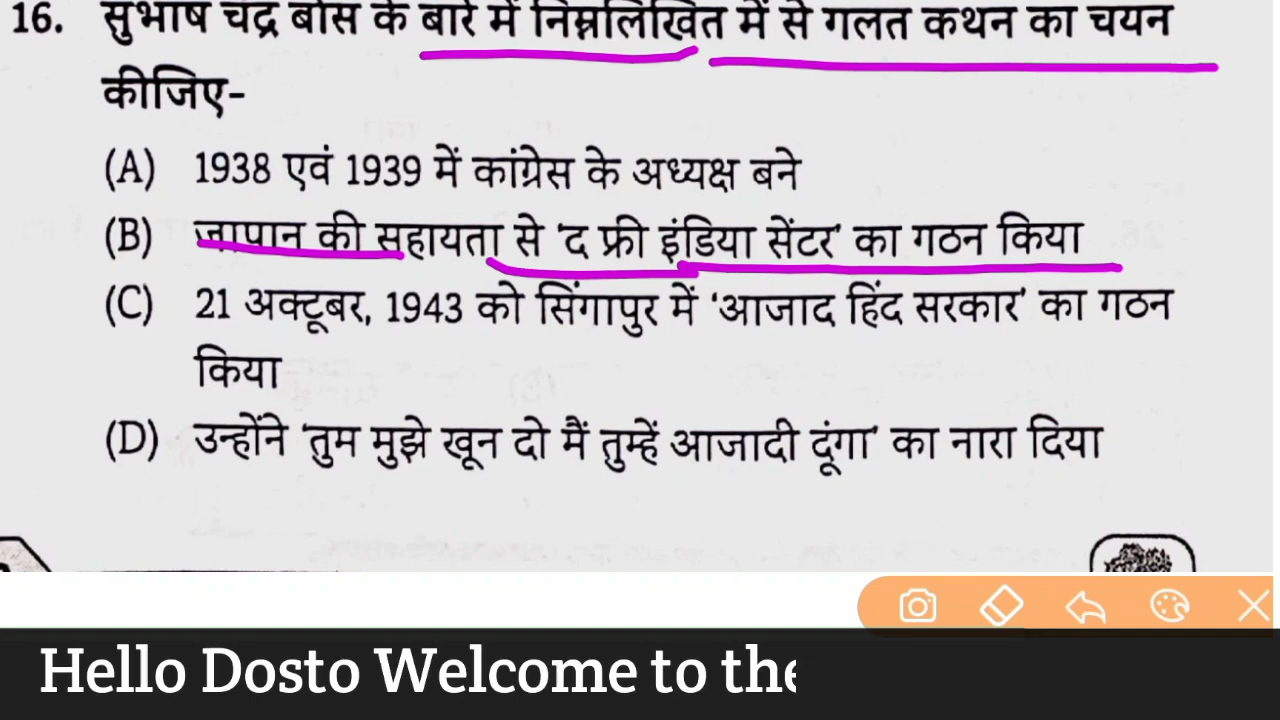 16. सुभाष चंद्र बोस के बारे में निम्नलिखित में से गलत कथन का चयन
कीजिए-
(A) 1938 एवं 1939 में कांग्रेस के अध्यक्ष बने
(B) जापान की सहायता से 'द फ्री इंडिया सेंटर' का गठन किया
(C) 21 अक्टूबर, 1943 को सिंगापुर में 'आजाद हिंद सरकार' का गठन
किया
(D) उन्होंने 'तुम मुझे खून दो मैं तुम्हें आजादी दूंगा' का नारा दिया
Hello Dosto Welcome to the